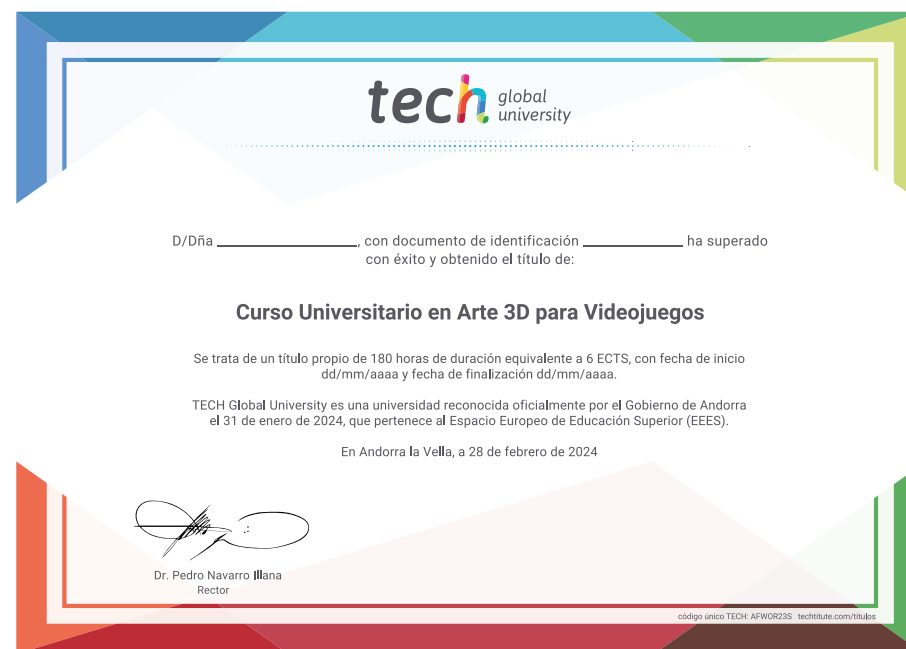 tech global university
D/Dña ____________________, con documento de identificación ______________ ha superado
con éxito y obtenido el título de:
Curso Universitario en Arte 3D para Videojuegos
Se trata de un título propio de 180 horas de duración equivalente a 6 ECTS, con fecha de inicio
dd/mm/aaaa y fecha de finalización dd/mm/aaaa.
TECH Global University es una universidad reconocida oficialmente por el Gobierno de Andorra
el 31 de enero de 2024, que pertenece al Espacio Europeo de Educación Superior (EEES).
En Andorra la Vella, a 28 de febrero de 2024
Dr. Pedro Navarro Illana
Rector
código único TECH: AFWOR23S techtitute.com/titulos